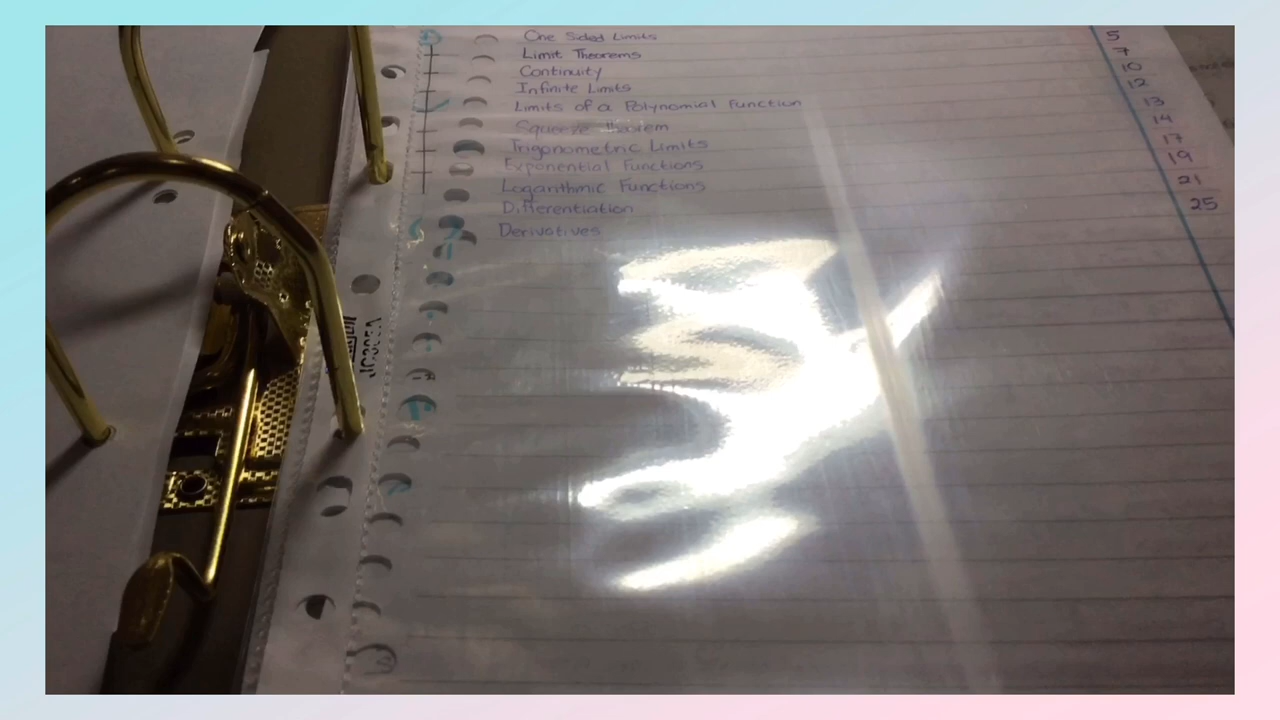 One Sided Limits 5
Limit Theorems 7
Continuity 10
Infinite Limits 12
Limits of a Polynomial Function 13
Squeeze theorem 14
Trigonometric Limits 17
Exponential Functions 19
Logarithmic Functions 21
Differentiation 25
Derivatives
JC305A